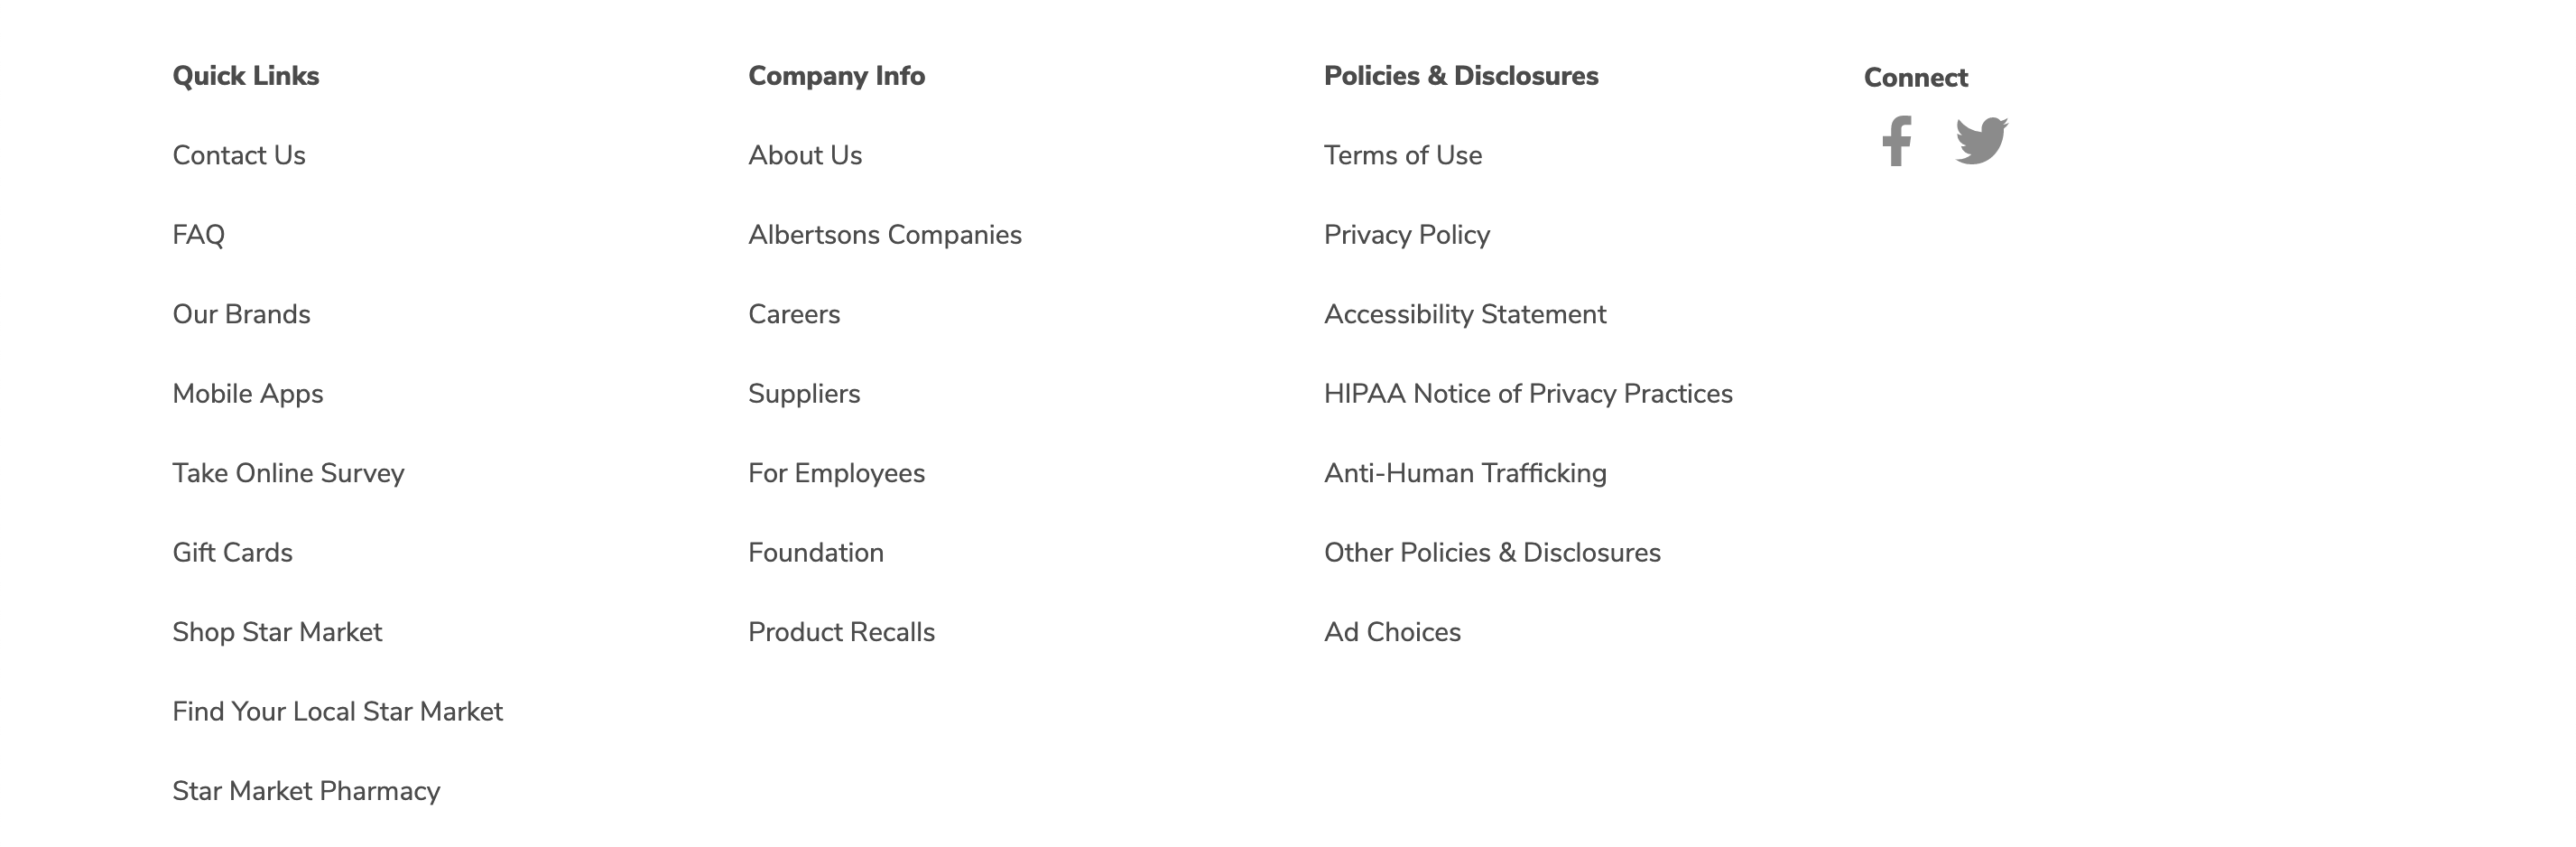 Quick Links
Contact Us
FAQ
Our Brands
Mobile Apps
Take Online Survey
Gift Cards
Shop Star Market
Find Your Local Star Market
Star Market Pharmacy
Company Info
About Us
Albertsons Companies
Careers
Suppliers
For Employees
Foundation
Product Recalls
Policies & Disclosures
Terms of Use
Privacy Policy
Accessibility Statement
HIPAA Notice of Privacy Practices
Anti-Human Trafficking
Other Policies & Disclosures
Ad Choices
Connect